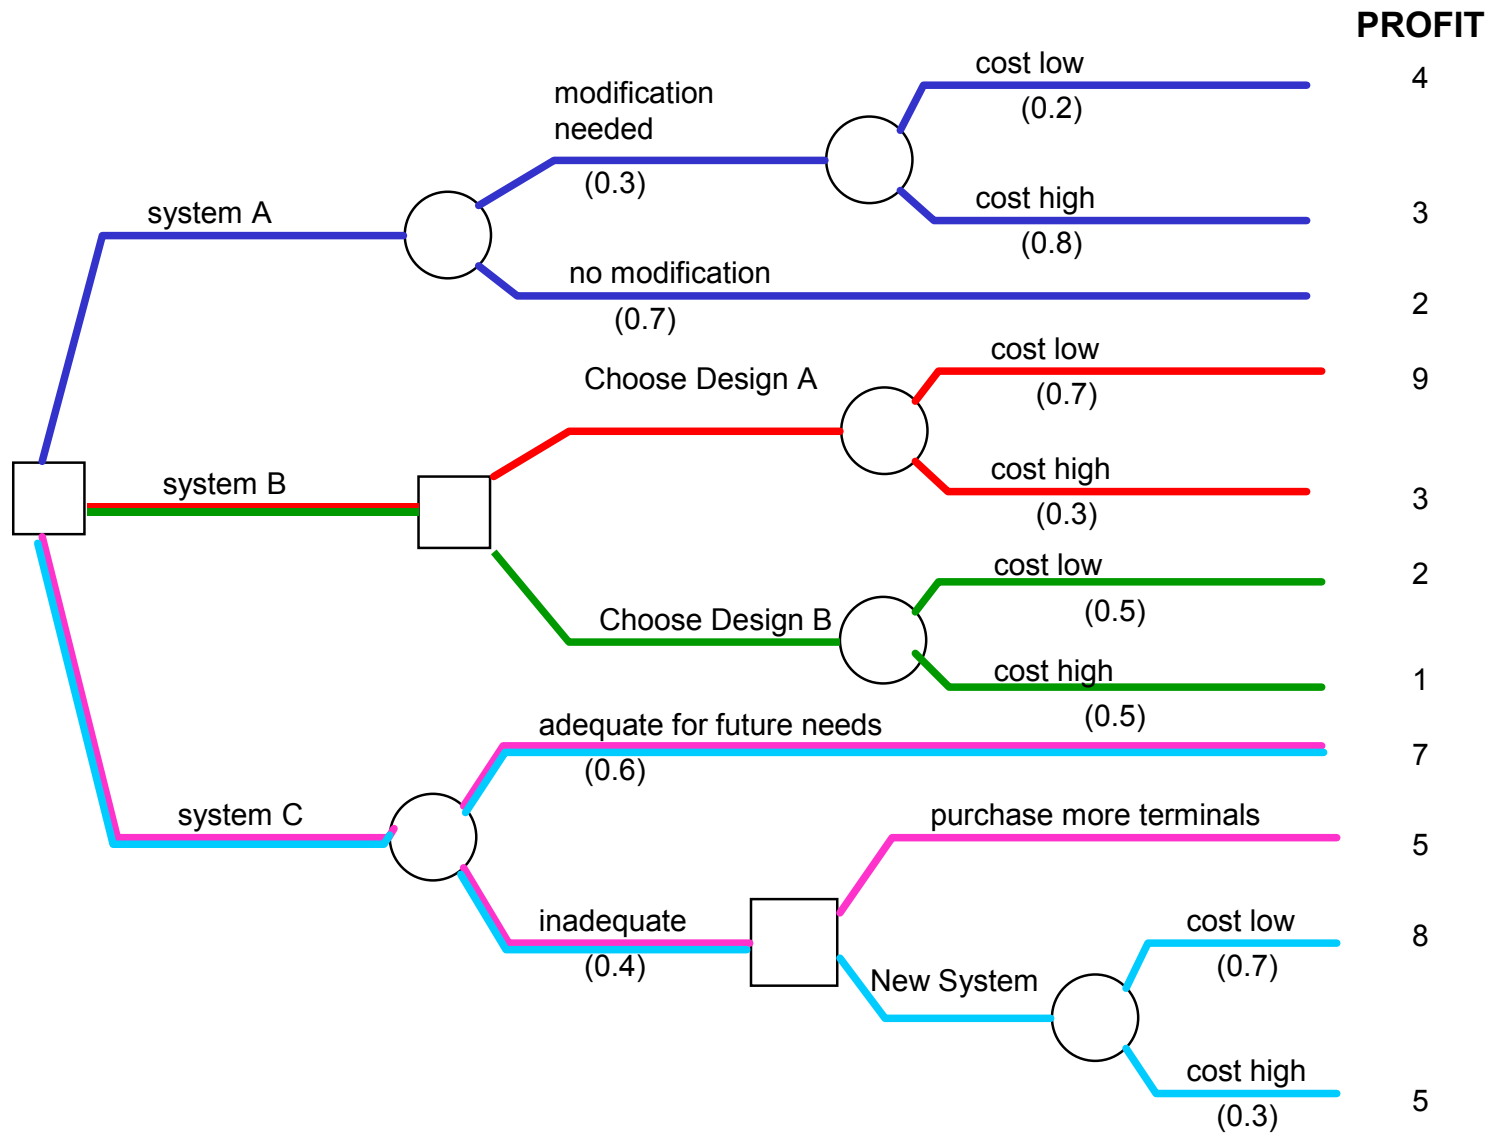 PROFIT
cost low
4
modification
needed
(0.2)
(0.3)
cost high
3
system A
(0.8)
no modification
2
(0.7)
cost low
Choose Design A
9
(0.7)
cost high
system B
3
(0.3)
cost low
2
(0.5)
Choose Design B
cost high
1
(0.5)
adequate for future needs
7
(0.6)
system C
purchase more terminals
5
inadequate
cost low
8
(0.4)
(0.7)
New System
cost high
5
(0.3)